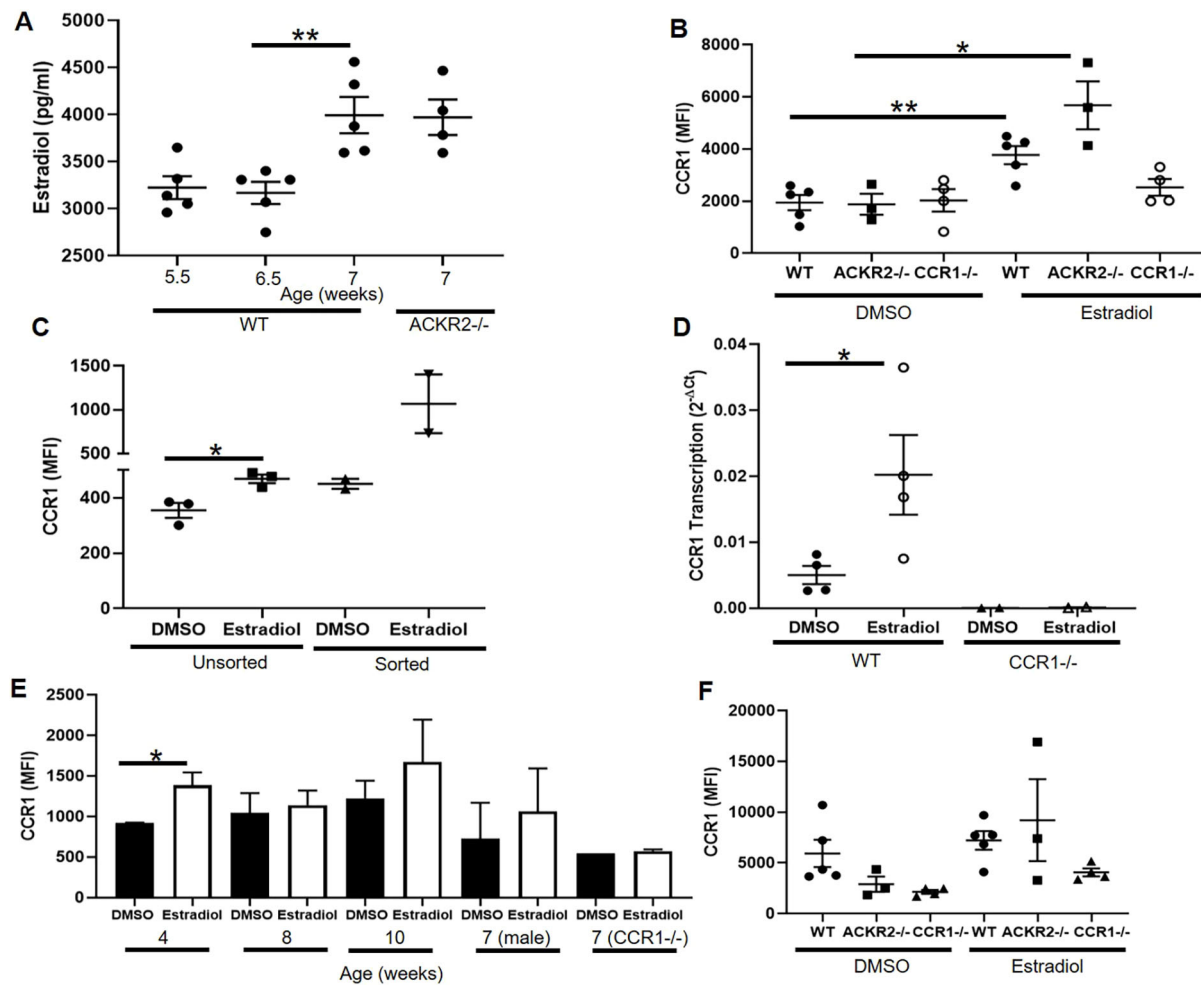 A
Estradiol (pg/ml)
5000
4500
4000
3500
3000
2500
**
5.5 6.5 7 7
Age (weeks)
WT ACKR2-/-
B
CCR1 (MFI)
8000
6000
4000
2000
0
*
**
WT ACKR2-/- CCR1-/- WT ACKR2-/- CCR1-/-
DMSO Estradiol
C
CCR1 (MFI)
1500
1000
500
400
200
0
*
DMSO Estradiol DMSO Estradiol
Unsorted Sorted
D
CCR1 Transcription (2-ΔCt)
0.04
0.03
0.02
0.01
0.00
*
DMSO Estradiol DMSO Estradiol
WT CCR1-/-
E
CCR1 (MFI)
2500
2000
1500
1000
500
0
*
DMSO Estradiol DMSO Estradiol DMSO Estradiol DMSO Estradiol DMSO Estradiol
4 8 10 7 (male) 7 (CCR1-/-)
Age (weeks)
F
CCR1 (MFI)
20000
15000
10000
5000
0
WT ACKR2-/- CCR1-/- WT ACKR2-/- CCR1-/-
DMSO Estradiol